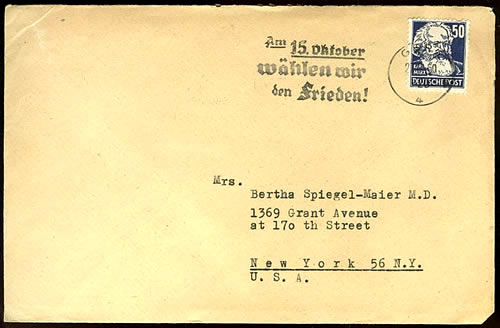 Am 15. Oktober
wählen wir
den Frieden!
50
KARL
MARX
DEUTSCHE POST
4
Mrs.
Bertha Spiegel-Maier M.D.
1369 Grant Avenue
at 17o th Street
New York 56 N.Y.
U.S.A.